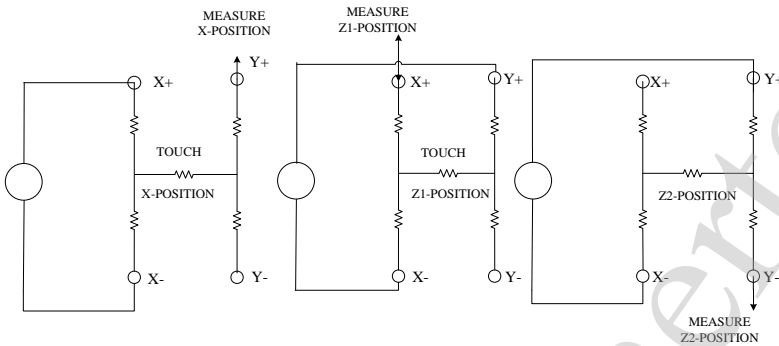 MEASURE
X-POSITION
Y+
X+
TOUCH
X-POSITION
X-
Y-
MEASURE
Z1-POSITION
X+
Y+
TOUCH
Z1-POSITION
X-
Y-
X+
Y+
Z2-POSITION
X-
Y-
MEASURE
Z2-POSITION